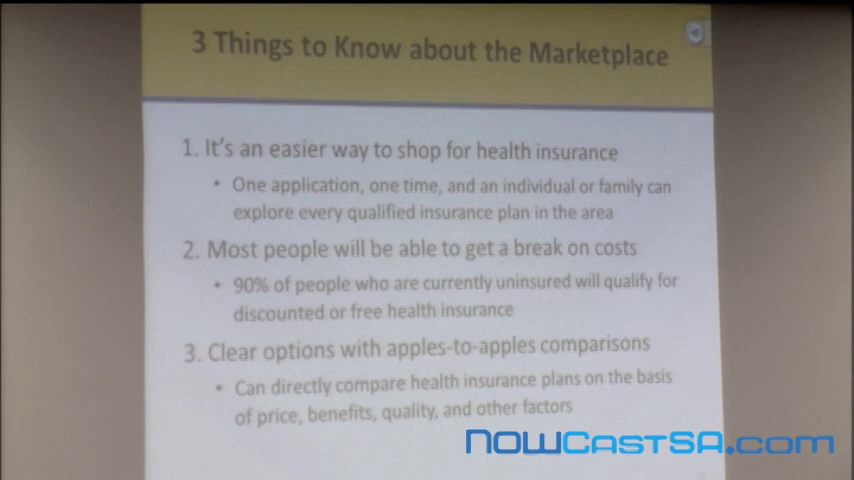 3 Things to Know about the Marketplace
1. It's an easier way to shop for health insurance
• One application, one time, and an individual or family can
explore every qualified insurance plan in the area
2. Most people will be able to get a break on costs
• 90% of people who are currently uninsured will qualify for
discounted or free health insurance
3. Clear options with apples-to-apples comparisons
• Can directly compare health insurance plans on the basis
of price, benefits, quality, and other factors
NOWCASTSA.com